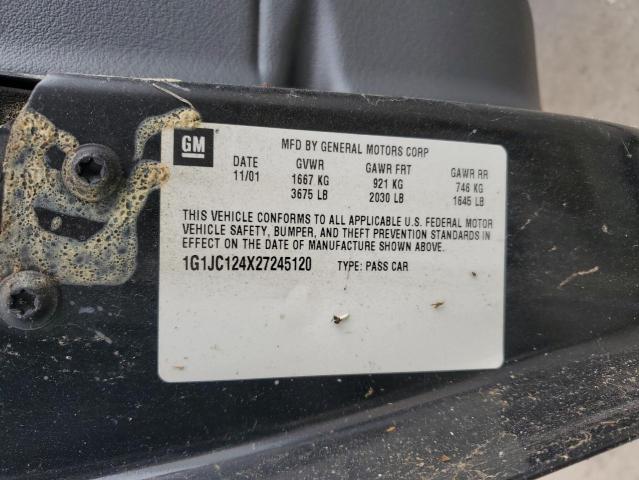 GM
MFD BY GENERAL MOTORS CORP
DATE GVWR GAWR FRT GAWR RR
11/01 1667 KG 921 KG 746 KG
3675 LB 2030 LB 1645 LB
THIS VEHICLE CONFORMS TO ALL APPLICABLE U.S. FEDERAL MOTOR
VEHICLE SAFETY, BUMPER, AND THEFT PREVENTION STANDARDS IN
EFFECT ON THE DATE OF MANUFACTURE SHOWN ABOVE.
1G1JC124X27245120 TYPE: PASS CAR